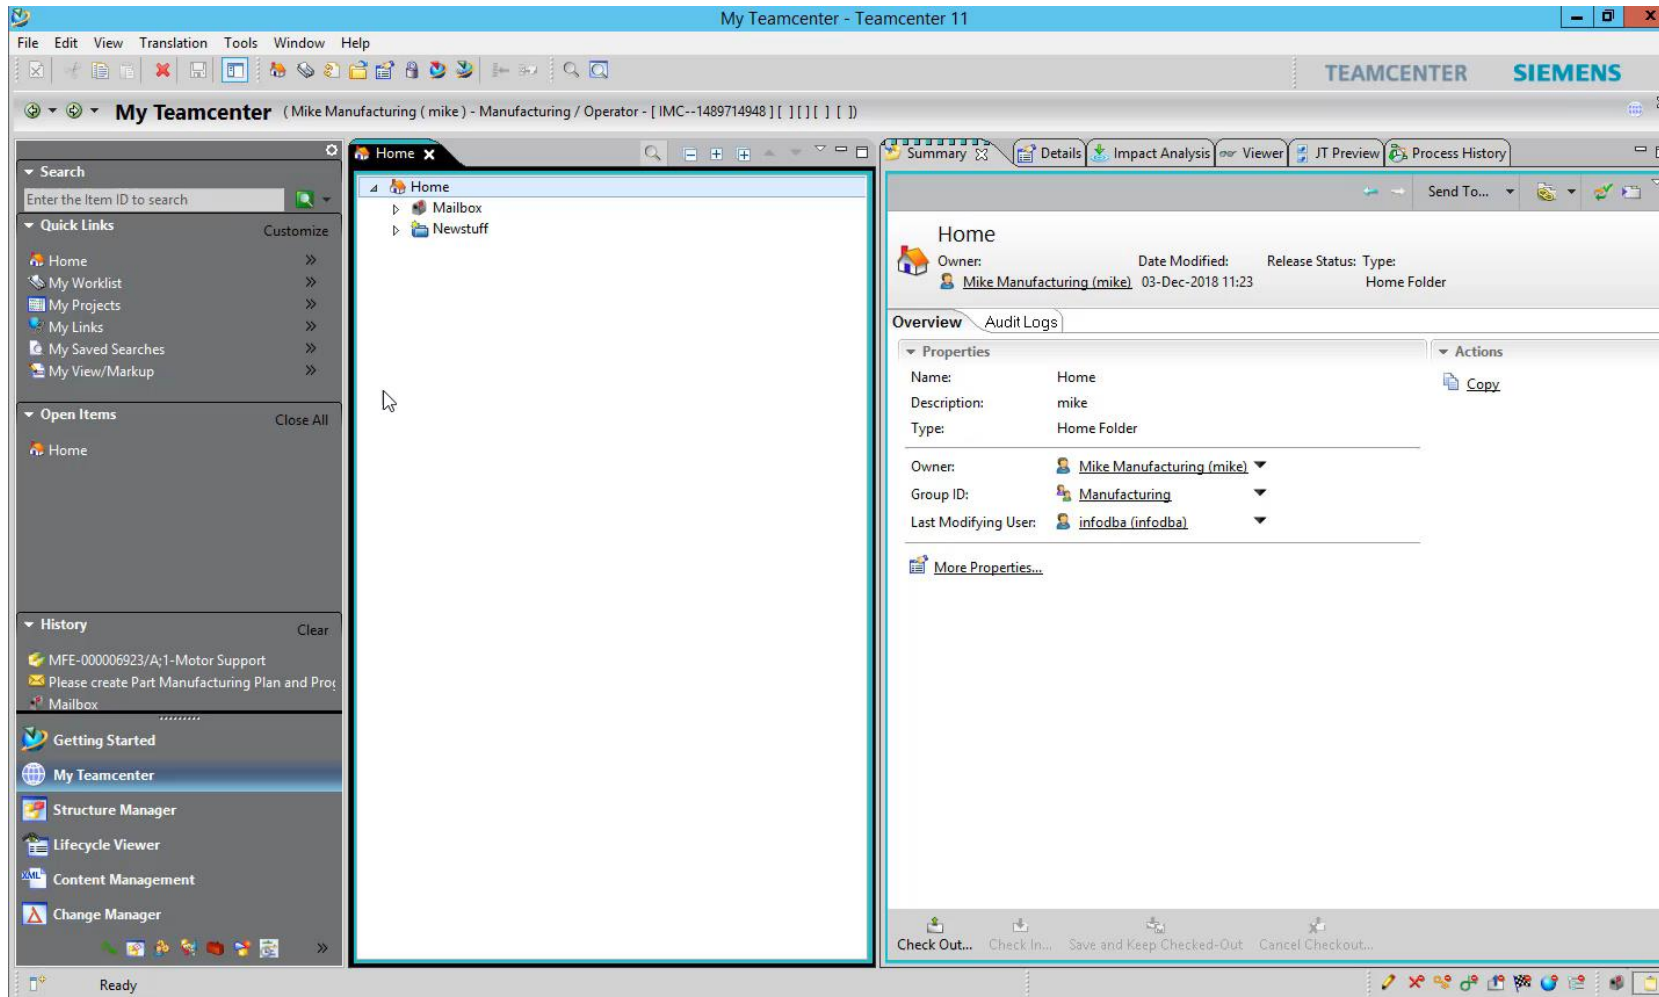 My Teamcenter - Teamcenter 11
File Edit View Translation Tools Window Help
TEAMCENTER SIEMENS
My Teamcenter ( Mike Manufacturing ( mike ) - Manufacturing / Operator - [ IMC--1489714948 ] [ ] [ ] [ ] [ ])
Search
Enter the Item ID to search
Quick Links Customize
Home
My Worklist
My Projects
My Links
My Saved Searches
My View/Markup
Open Items Close All
Home
History Clear
MFE-000006923/A;1-Motor Support
Please create Part Manufacturing Plan and Prog
Mailbox
Getting Started
My Teamcenter
Structure Manager
Lifecycle Viewer
XML
Content Management
Change Manager
Home
Home
Mailbox
Newstuff
Summary Details Impact Analysis Viewer JT Preview Process History
Send To...
Home
Owner: Date Modified: Release Status: Type:
Mike Manufacturing (mike) 03-Dec-2018 11:23 Home Folder
Overview Audit Logs
Properties
Name: Home
Description: mike
Type: Home Folder
Owner: Mike Manufacturing (mike)
Group ID: Manufacturing
Last Modifying User: infodba (infodba)
More Properties...
Actions
Copy
Check Out... Check In... Save and Keep Checked-Out Cancel Checkout...
Ready